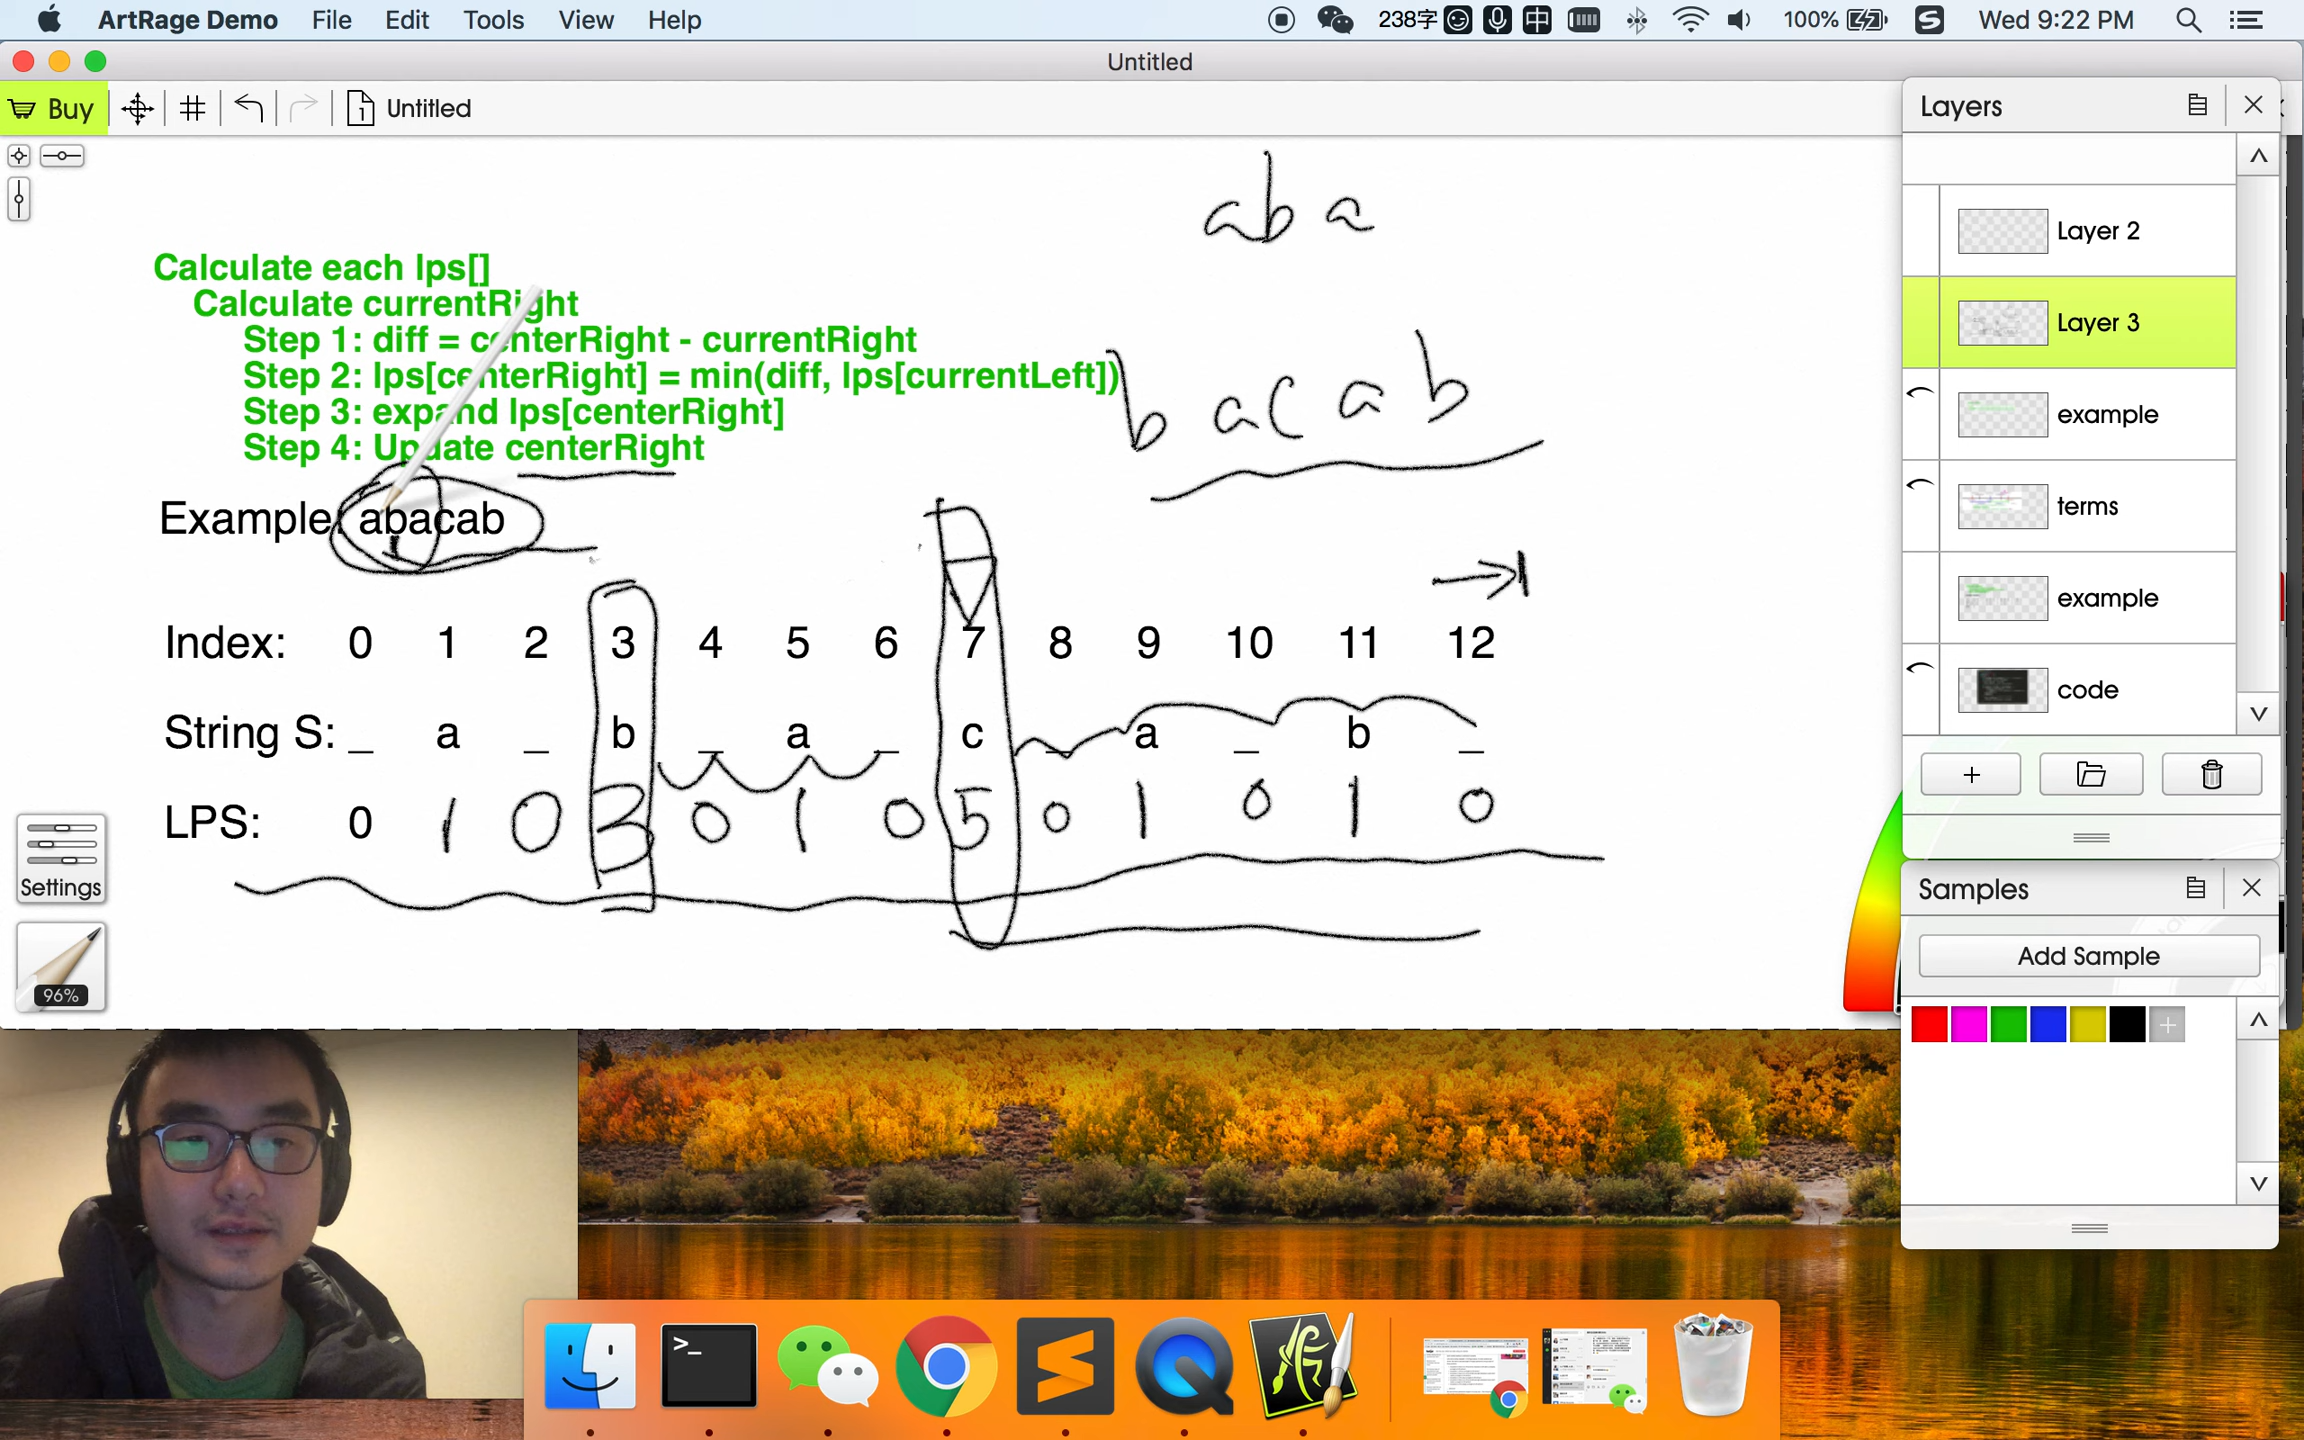 ArtRage Demo File Edit Tools View Help 238字 中 100% Wed 9:22 PM
Untitled
Buy 1 Untitled
Layers
Layer 2
Layer 3
example
terms
example
code
Calculate each lps[]
Calculate currentRight
Step 1: diff = centerRight - currentRight
Step 2: lps[centerRight] = min(diff, lps[currentLeft])
Step 3: expand lps[centerRight]
Step 4: Update centerRight
aba
bacab
Example: abacab
Index: 0 1 2 3 4 5 6 7 8 9 10 11 12
String S: _ a _ b _ a _ c _ a _ b _
LPS: 0 1 0 3 0 1 0 5 0 1 0 1 0
Settings
96%
Samples
Add Sample